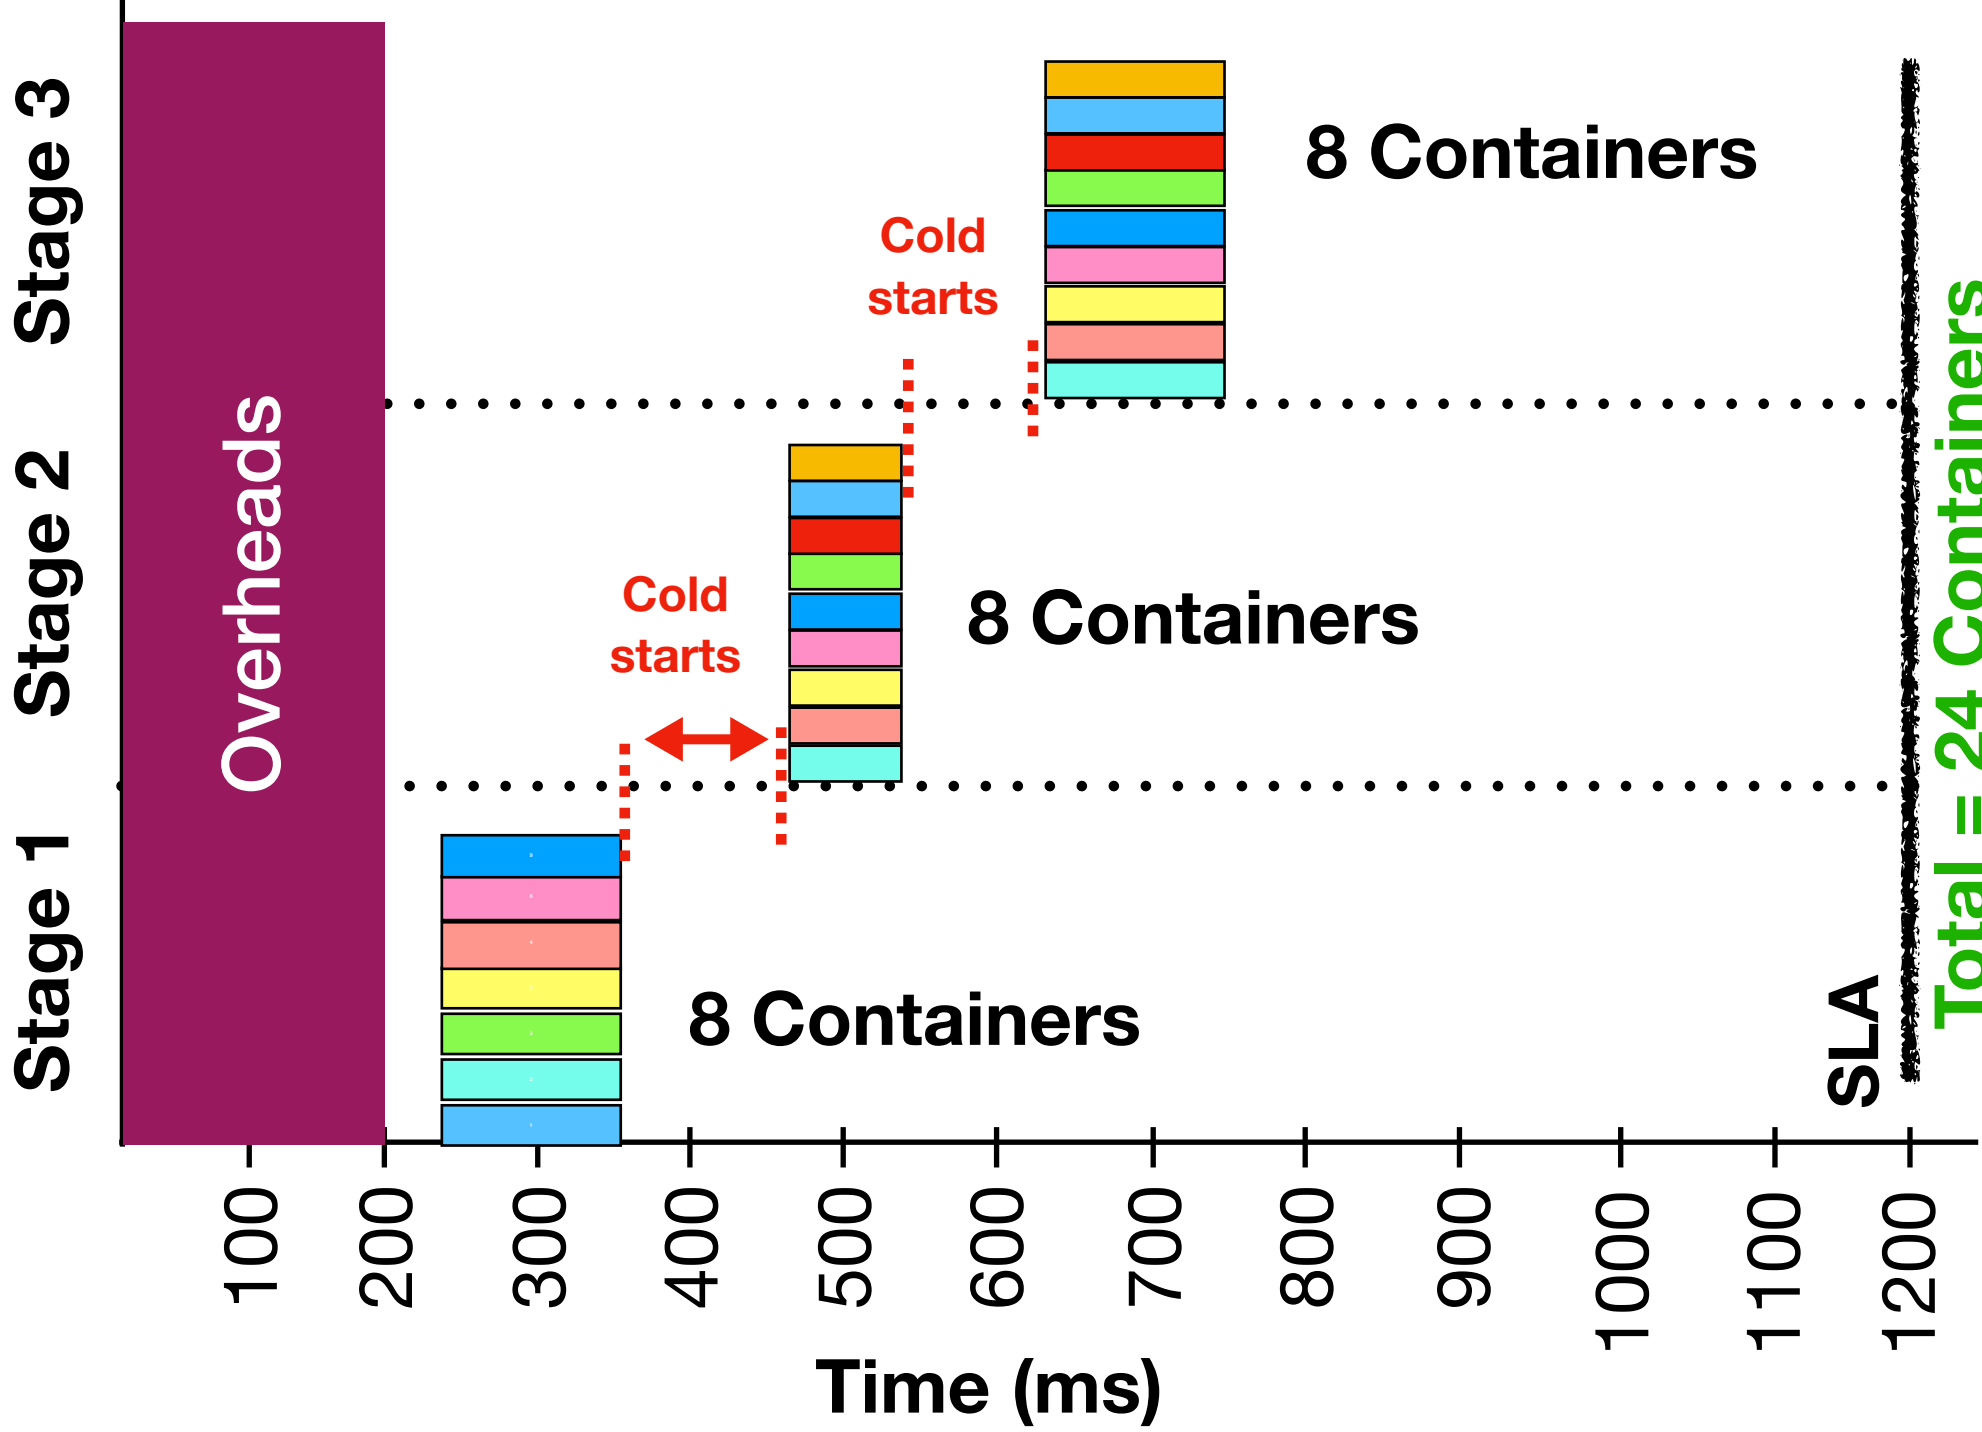 Stage 3
Stage 2
Stage 1
Overheads
Cold
starts
8 Containers
Cold
starts
8 Containers
8 Containers
SLA
Total = 24 Containers
100
200
300
400
500
600
700
800
900
1000
1100
1200
Time (ms)